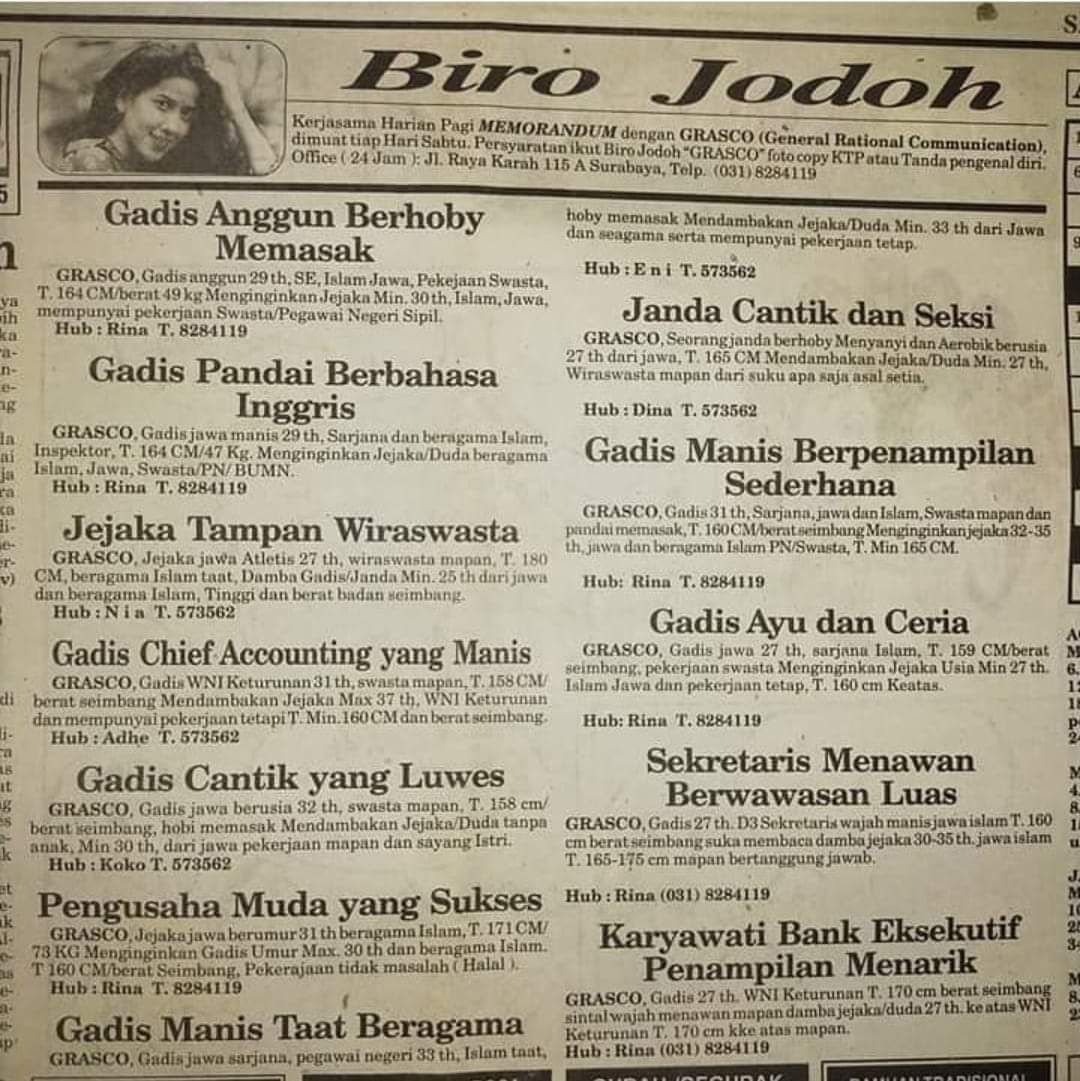 Biro Jodoh
Kerjasama Harian Pagi MEMORANDUM dengan GRASCO (General Rational Communication),
dimuat tiap Hari Sabtu. Persyaratan ikut Biro Jodoh "GRASCO" foto copy KTP atau Tanda pengenal diri.
Office ( 24 Jam ): Jl. Raya Karah 115 A Surabaya, Telp. (031) 8284119
Gadis Anggun Berhoby
Memasak
GRASCO, Gadis anggun 29 th, SE, Islam Jawa, Pekejaan Swasta,
T. 164 CM/berat 49 kg Menginginkan Jejaka Min. 30 th, Islam, Jawa,
mempunyai pekerjaan Swasta/Pegawai Negeri Sipil.
Hub : Rina T. 8284119
Gadis Pandai Berbahasa
Inggris
GRASCO, Gadis jawa manis 29 th, Sarjana dan beragama Islam,
Inspektor, T. 164 CM/47 Kg. Menginginkan Jejaka/Duda beragama
Islam, Jawa, Swasta/PN/ BUMN.
Hub : Rina T. 8284119
Jejaka Tampan Wiraswasta
GRASCO, Jejaka jawa Atletis 27 th, wiraswasta mapan, T. 180
CM, beragama Islam taat, Damba Gadis/Janda Min. 25 th dari jawa
dan beragama Islam, Tinggi dan berat badan seimbang.
Hub : N i a T. 573562
Gadis Chief Accounting yang Manis
GRASCO, Gadis WNI Keturunan 31 th, swasta mapan, T. 158 CM/
berat seimbang Mendambakan Jejaka Max 37 th, WNI Keturunan
dan mempunyai pekerjaan tetapi T. Min. 160 CM dan berat seimbang.
Hub : Adhe T. 573562
Gadis Cantik yang Luwes
GRASCO, Gadis jawa berusia 32 th, swasta mapan, T. 158 cm/
berat seimbang, hobi memasak Mendambakan Jejaka/Duda tanpa
anak, Min 30 th, dari jawa pekerjaan mapan dan sayang Istri.
Hub : Koko T. 573562
Pengusaha Muda yang Sukses
GRASCO, Jejaka jawa berumur 31 th beragama Islam, T. 171 CM/
73 KG Menginginkan Gadis Umur Max. 30 th dan beragama Islam.
T 160 CM/berat Seimbang, Pekerajaan tidak masalah ( Halal ).
Hub : Rina T. 8284119
Gadis Manis Taat Beragama
GRASCO, Gadis jawa sarjana, pegawai negeri 33 th, Islam taat,
hoby memasak Mendambakan Jejaka/Duda Min. 33 th dari Jawa
dan seagama serta mempunyai pekerjaan tetap.
Hub : E n i T. 573562
Janda Cantik dan Seksi
GRASCO, Seorang janda berhoby Menyanyi dan Aerobik berusia
27 th dari jawa, T. 165 CM Mendambakan Jejaka/Duda Min. 27 th,
Wiraswasta mapan dari suku apa saja asal setia.
Hub : Dina T. 573562
Gadis Manis Berpenampilan
Sederhana
GRASCO, Gadis 31 th, Sarjana, jawa dan Islam, Swasta mapan dan
pandai memasak, T. 160 CM/berat seimbang Menginginkan jejaka 32-35
th, jawa dan beragama Islam PN/Swasta, T. Min 165 CM.
Hub: Rina T. 8284119
Gadis Ayu dan Ceria
GRASCO, Gadis jawa 27 th, sarjana Islam, T. 159 CM/berat
seimbang, pekerjaan swasta Menginginkan Jejaka Usia Min 27 th.
Islam Jawa dan pekerjaan tetap, T. 160 cm Keatas.
Hub: Rina T. 8284119
Sekretaris Menawan
Berwawasan Luas
GRASCO, Gadis 27 th. D3 Sekretaris wajah manis jawa islam T. 160
cm berat seimbang suka membaca damba jejaka 30-35 th. jawa islam
T. 165-175 cm mapan bertanggung jawab.
Hub : Rina (031) 8284119
Karyawati Bank Eksekutif
Penampilan Menarik
GRASCO, Gadis 27 th. WNI Keturunan T. 170 cm berat seimbang
sintal wajah menawan mapan damba jejaka/duda 27 th. ke atas WNI
Keturunan T. 170 cm kke atas mapan.
Hub : Rina (031) 8284119